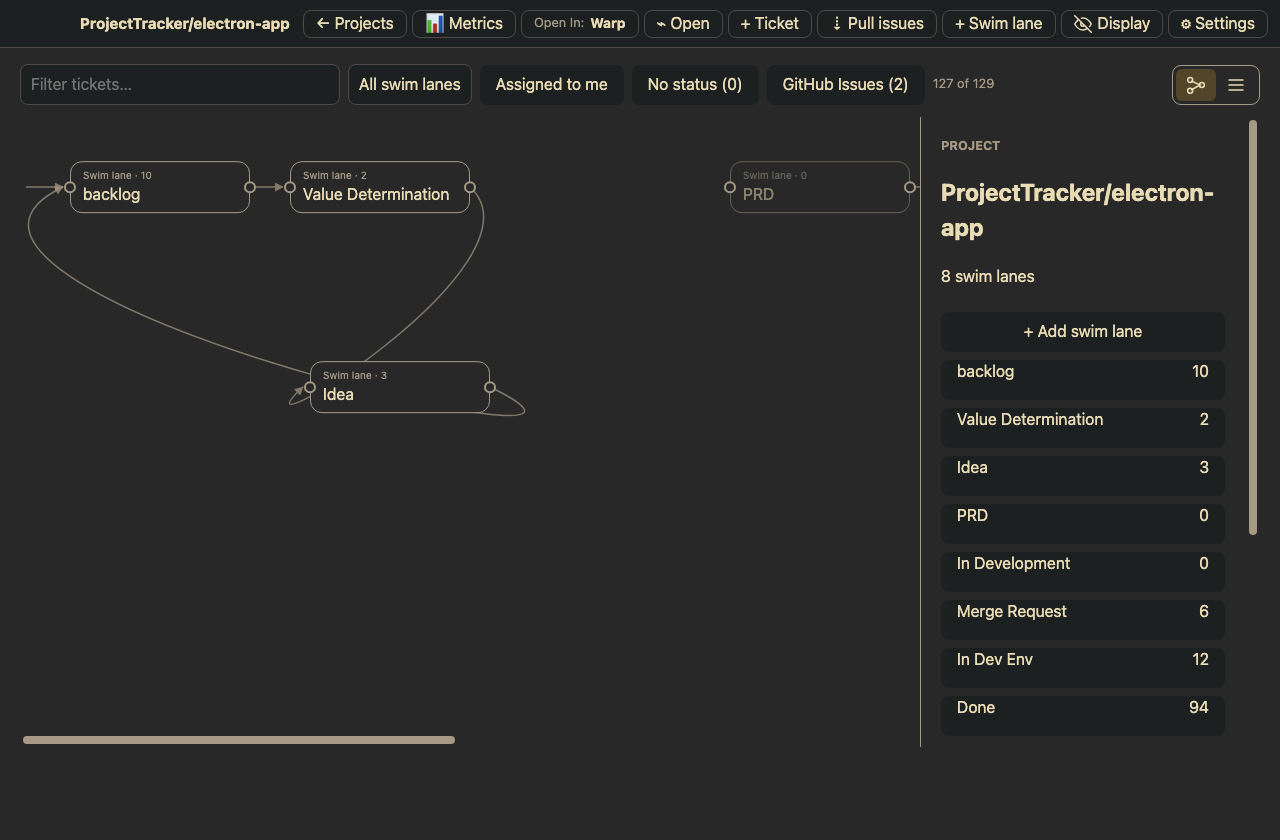 ProjectTracker/electron-app
← Projects
📊 Metrics
Open In: Warp
⌁ Open
+ Ticket
⇣ Pull issues
+ Swim lane
Display
⚙ Settings
Filter tickets...
All swim lanes
Assigned to me
No status (0)
GitHub Issues (2)
127 of 129
Swim lane · 10
backlog
Swim lane · 2
Value Determination
Swim lane · 0
PRD
Swim lane · 3
Idea
PROJECT
ProjectTracker/electron-
app
8 swim lanes
+ Add swim lane
backlog 10
Value Determination 2
Idea 3
PRD 0
In Development 0
Merge Request 6
In Dev Env 12
Done 94